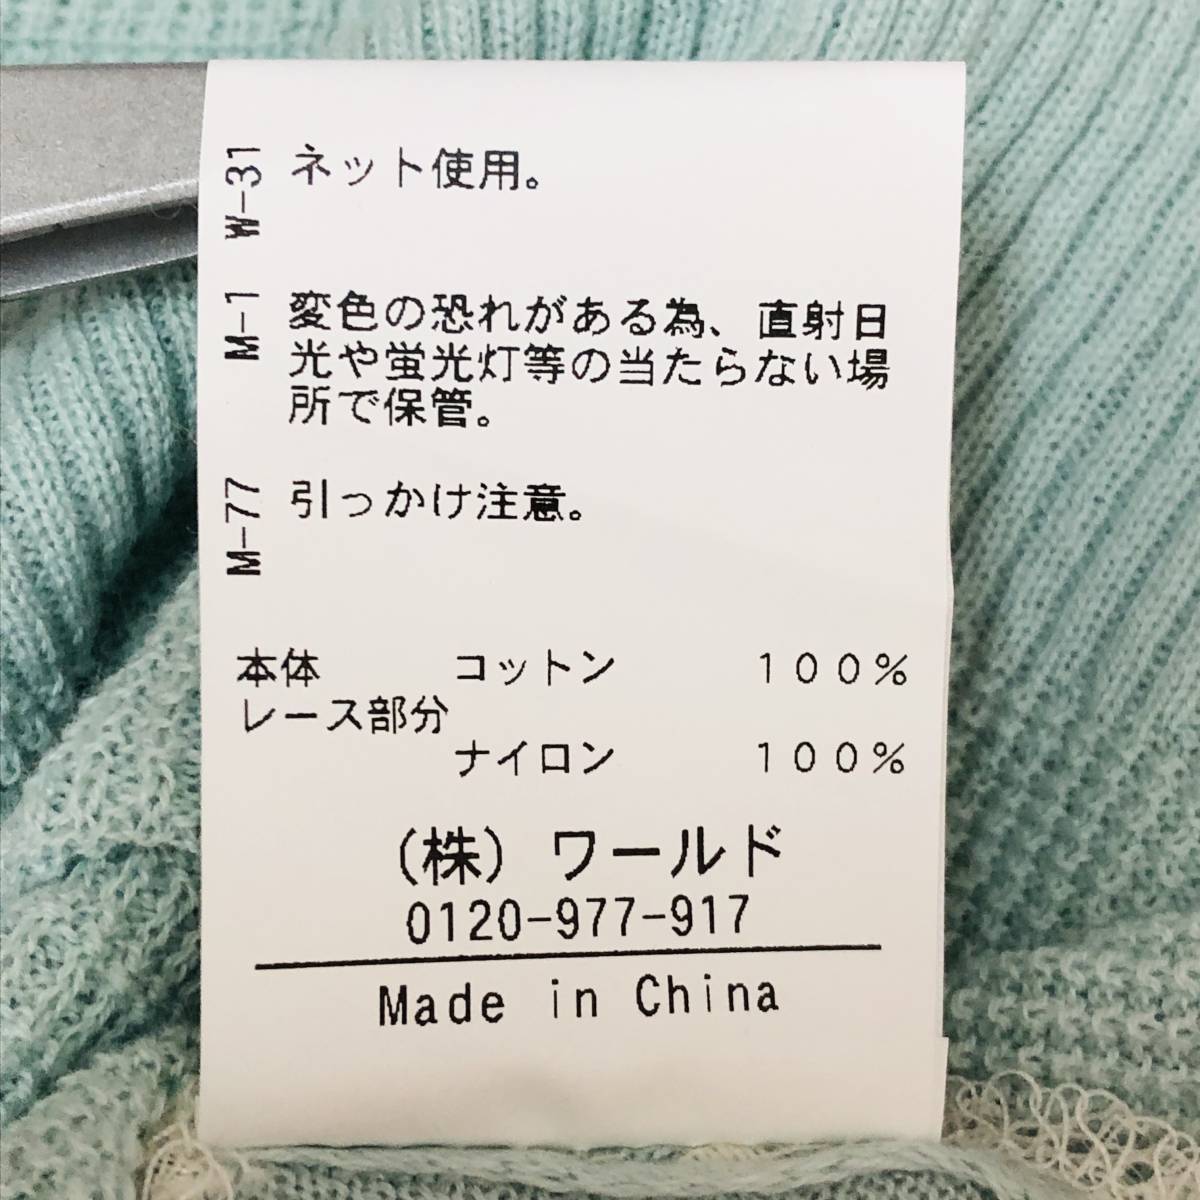 W-31 ネット使用。
M-1 変色の恐れがある為、直射日
光や蛍光灯等の当たらない場
所で保管。
M-77 引っかけ注意。
本体 コットン 100%
レース部分
ナイロン 100%
(株)ワールド
0120-977-917
Made in China